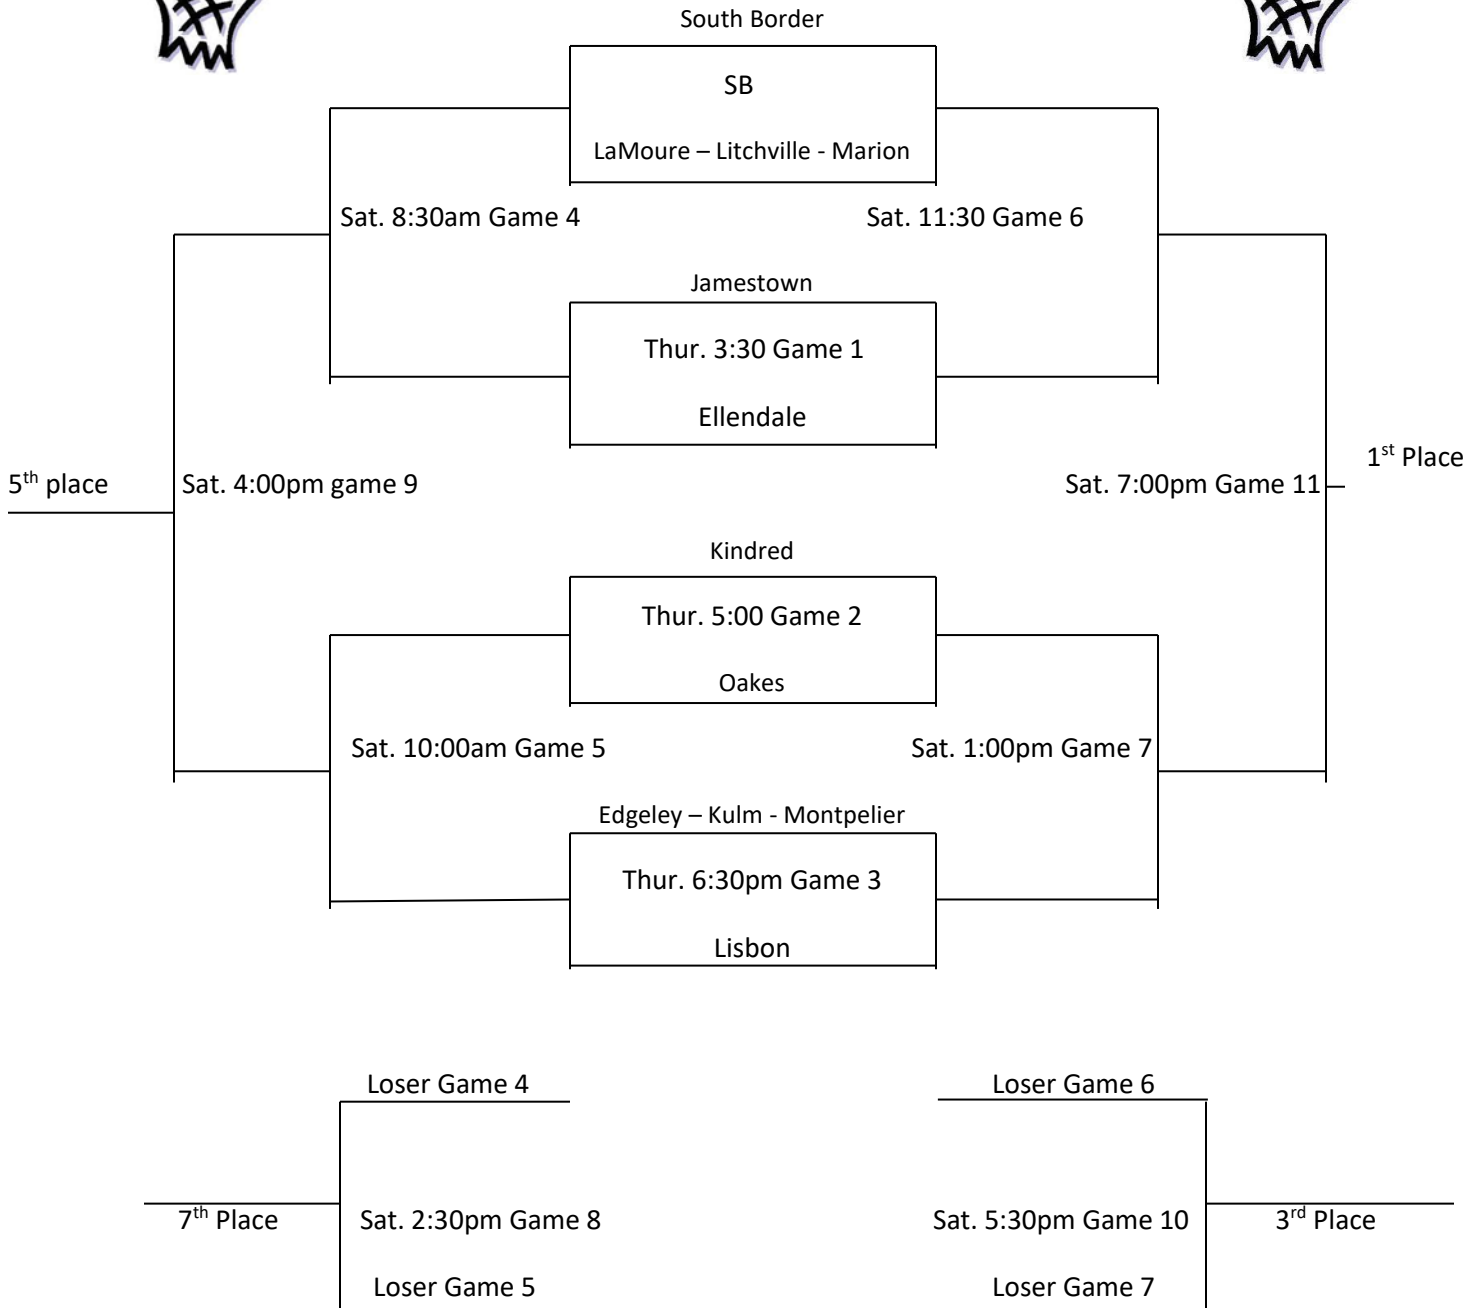 South Border
SB
LaMoure – Litchville - Marion
Sat. 8:30am Game 4
Sat. 11:30 Game 6
Jamestown
Thur. 3:30 Game 1
Ellendale
1st Place
5th place
Sat. 4:00pm game 9
Sat. 7:00pm Game 11
Kindred
Thur. 5:00 Game 2
Oakes
Sat. 10:00am Game 5
Sat. 1:00pm Game 7
Edgeley – Kulm - Montpelier
Thur. 6:30pm Game 3
Lisbon
Loser Game 4
Loser Game 6
7th Place
Sat. 2:30pm Game 8
Sat. 5:30pm Game 10
3rd Place
Loser Game 5
Loser Game 7